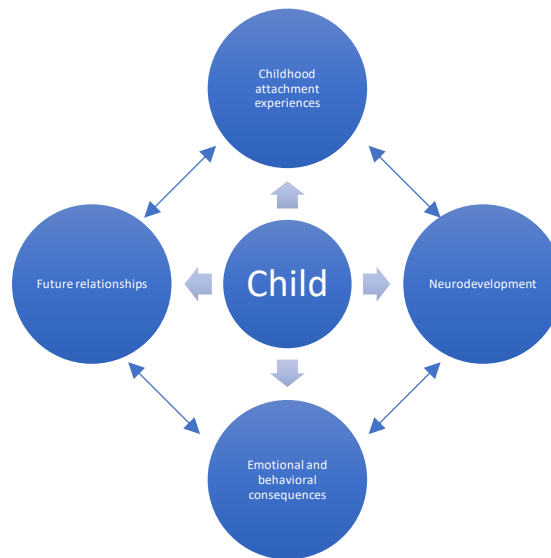 Childhood
attachment
experiences
Future relationships
Child
Neurodevelopment
Emotional and
behavioral
consequences